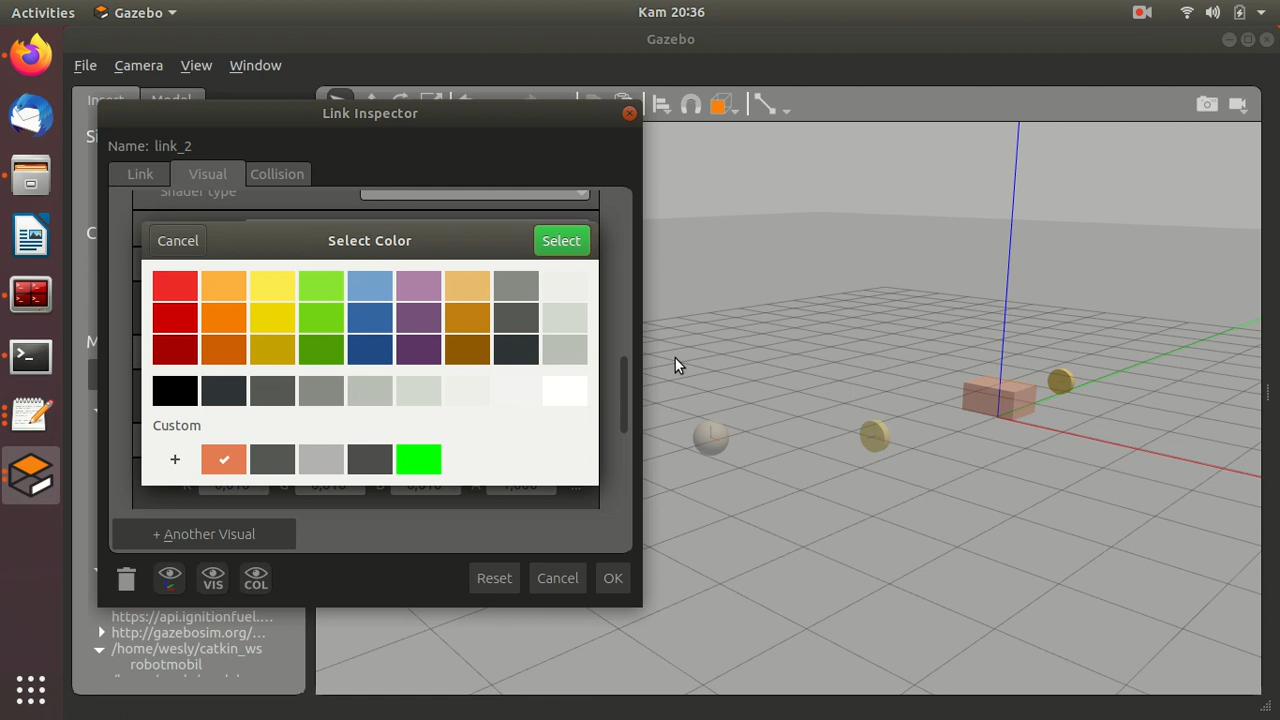 Activities Gazebo Kam 20:36
Gazebo
File Camera View Window
Insert Model
Link Inspector
Name: link_2
Link Visual Collision
Shader type
Cancel Select Color Select
Custom
+
+ Another Visual
VIS COL Reset Cancel OK
https://api.ignitionfuel....
http://gazebosim.org/...
/home/wesly/catkin_ws
robotmobil